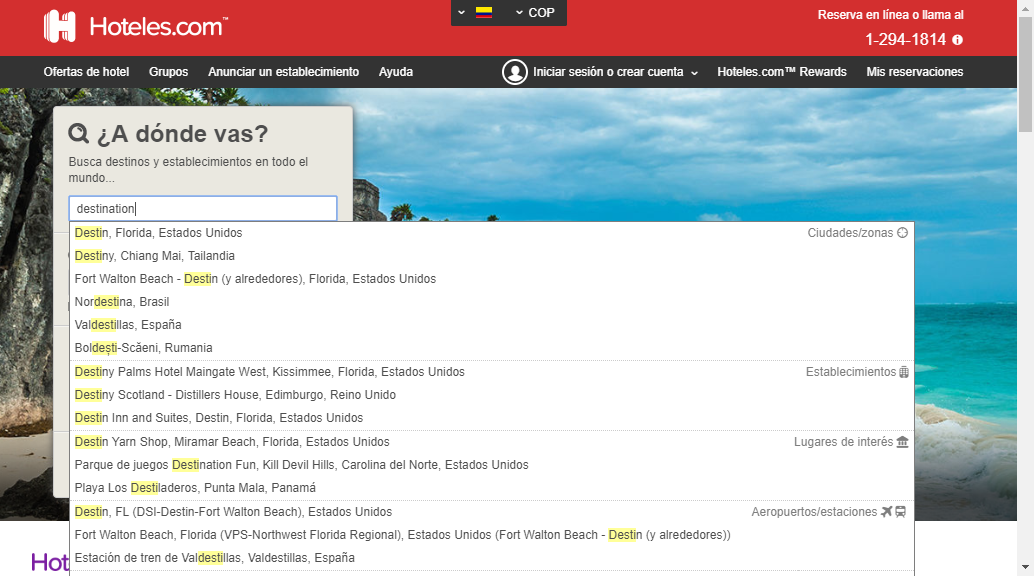 Hoteles.com™
COP
Reserva en línea o llama al
1-294-1814
Ofertas de hotel Grupos Anunciar un establecimiento Ayuda Iniciar sesión o crear cuenta Hoteles.com™ Rewards Mis reservaciones
¿A dónde vas?
Busca destinos y establecimientos en todo el
mundo...
destination
Destin, Florida, Estados Unidos Ciudades/zonas
Destiny, Chiang Mai, Tailandia
Fort Walton Beach - Destin (y alrededores), Florida, Estados Unidos
Nordestina, Brasil
Valdestillas, España
Boldești-Scăeni, Rumania
Destiny Palms Hotel Maingate West, Kissimmee, Florida, Estados Unidos Establecimientos
Destiny Scotland - Distillers House, Edimburgo, Reino Unido
Destin Inn and Suites, Destin, Florida, Estados Unidos
Destin Yarn Shop, Miramar Beach, Florida, Estados Unidos Lugares de interés
Parque de juegos Destination Fun, Kill Devil Hills, Carolina del Norte, Estados Unidos
Playa Los Destiladeros, Punta Mala, Panamá
Destin, FL (DSI-Destin-Fort Walton Beach), Estados Unidos Aeropuertos/estaciones
Fort Walton Beach, Florida (VPS-Northwest Florida Regional), Estados Unidos (Fort Walton Beach - Destin (y alrededores))
Estación de tren de Valdestillas, Valdestillas, España
Hot